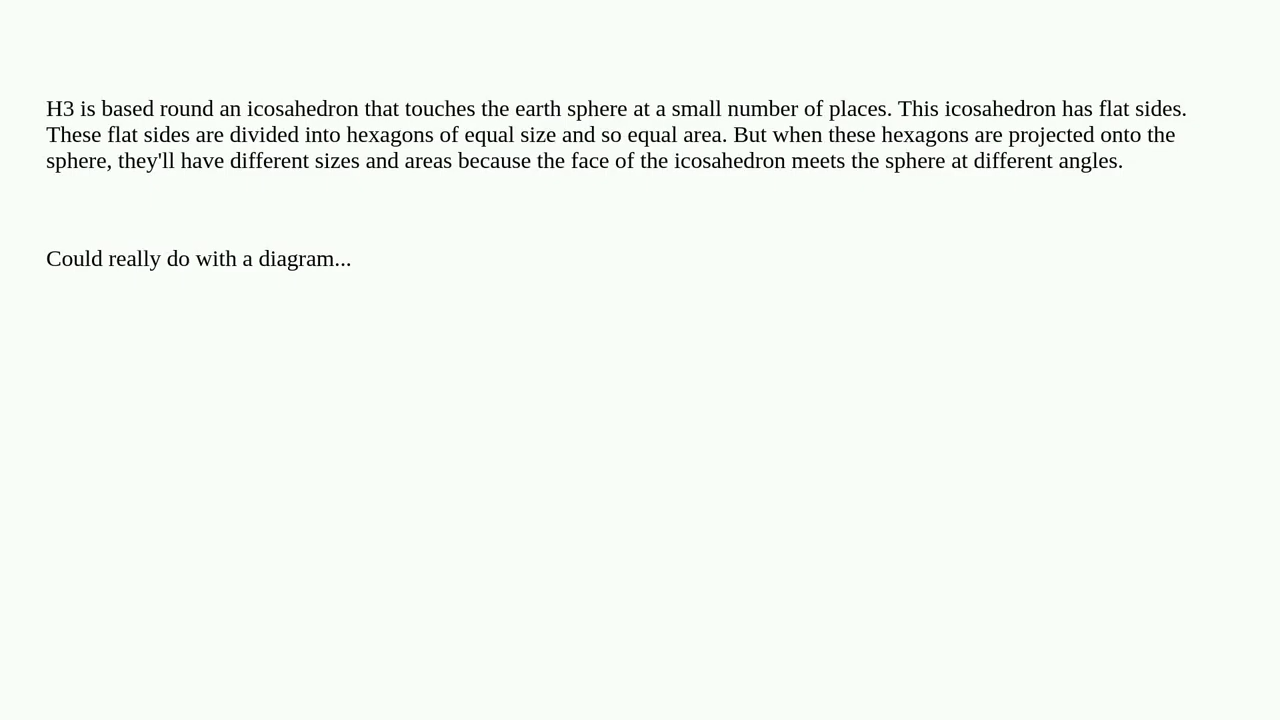 H3 is based round an icosahedron that touches the earth sphere at a small number of places. This icosahedron has flat sides.
These flat sides are divided into hexagons of equal size and so equal area. But when these hexagons are projected onto the
sphere, they'll have different sizes and areas because the face of the icosahedron meets the sphere at different angles.
Could really do with a diagram...